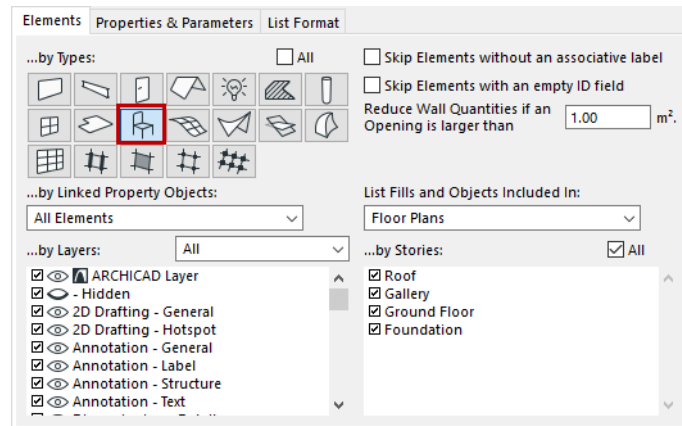 Elements Properties & Parameters List Format
...by Types:
All
Skip Elements without an associative label
Skip Elements with an empty ID field
Reduce Wall Quantities if an
Opening is larger than
1.00
m².
...by Linked Property Objects:
All Elements
List Fills and Objects Included In:
Floor Plans
...by Layers:
All
ARCHICAD Layer
- Hidden
2D Drafting - General
2D Drafting - Hotspot
Annotation - General
Annotation - Label
Annotation - Structure
Annotation - Text
...by Stories:
All
Roof
Gallery
Ground Floor
Foundation